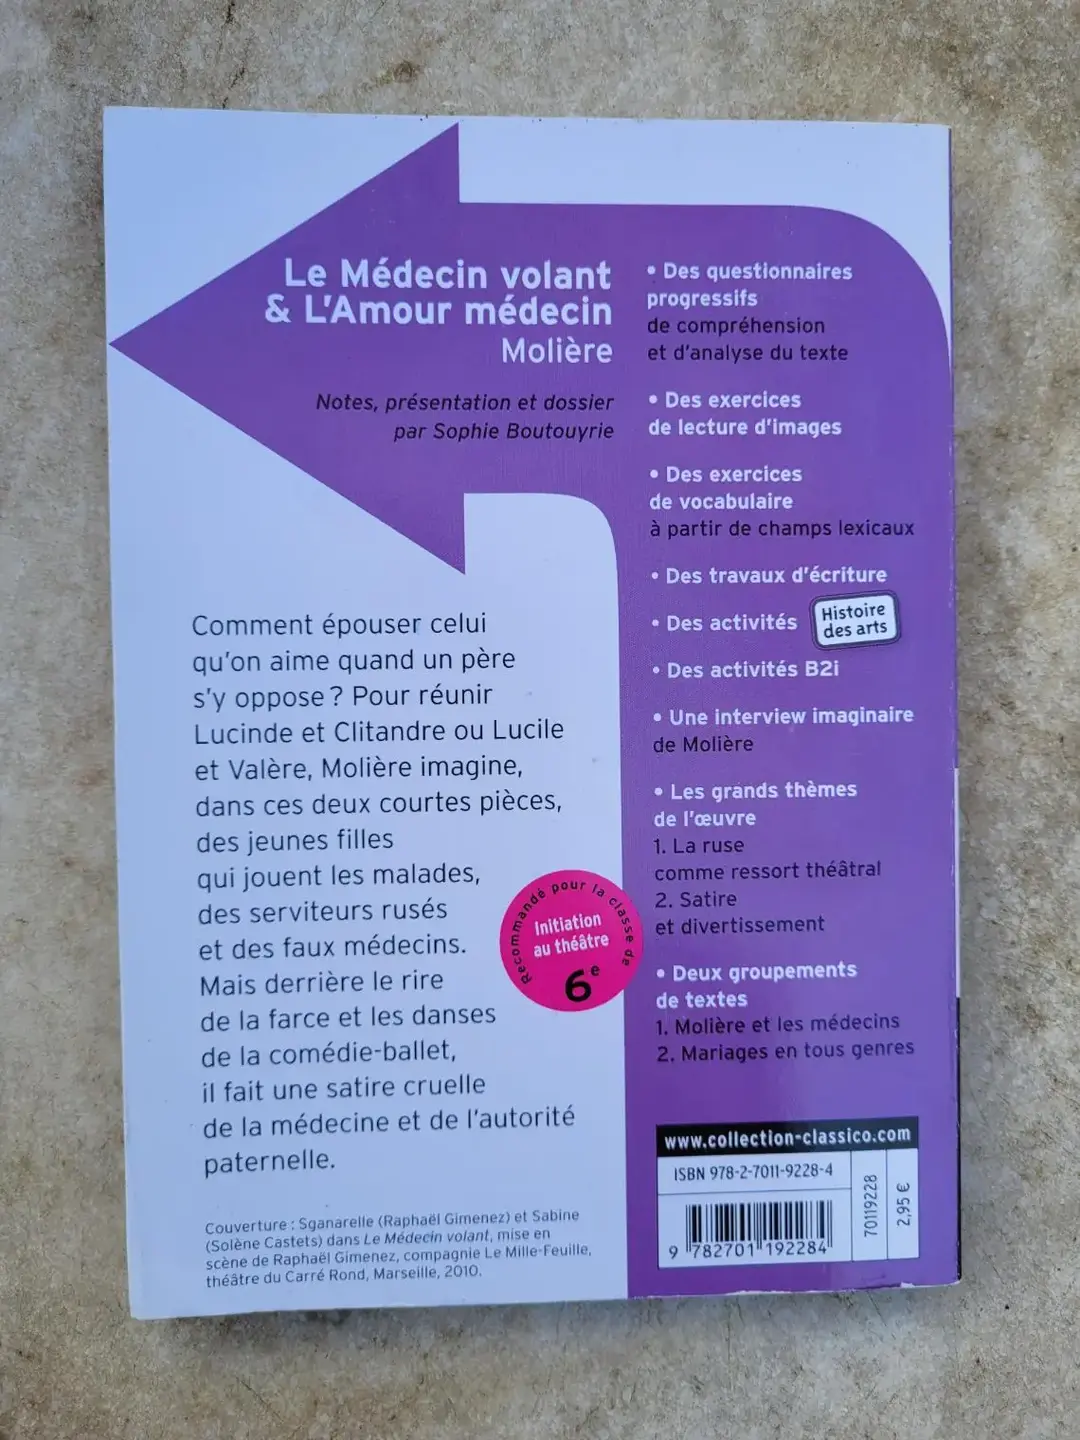 Le Médecin volant
& L'Amour médecin
Molière
Notes, présentation et dossier
par Sophie Boutouyrie
Comment épouser celui
qu'on aime quand un père
s'y oppose ? Pour réunir
Lucinde et Clitandre ou Lucile
et Valère, Molière imagine,
dans ces deux courtes pièces,
des jeunes filles
qui jouent les malades,
des serviteurs rusés
et des faux médecins.
Mais derrière le rire
de la farce et les danses
de la comédie-ballet,
il fait une satire cruelle
de la médecine et de l'autorité
paternelle.
Recommandé pour la classe de
Initiation
au théâtre
6e
Couverture : Sganarelle (Raphaël Gimenez) et Sabine
(Solène Castets) dans Le Médecin volant, mise en
scène de Raphaël Gimenez, compagnie Le Mille-Feuille,
théâtre du Carré Rond, Marseille, 2010.
• Des questionnaires
progressifs
de compréhension
et d'analyse du texte
• Des exercices
de lecture d'images
• Des exercices
de vocabulaire
à partir de champs lexicaux
• Des travaux d'écriture
• Des activités Histoire
des arts
• Des activités B2i
• Une interview imaginaire
de Molière
• Les grands thèmes
de l'œuvre
1. La ruse
comme ressort théâtral
2. Satire
et divertissement
• Deux groupements
de textes
1. Molière et les médecins
2. Mariages en tous genres
www.collection-classico.com
ISBN 978-2-7011-9228-4
9 782701 192284
70119228
2,95 €